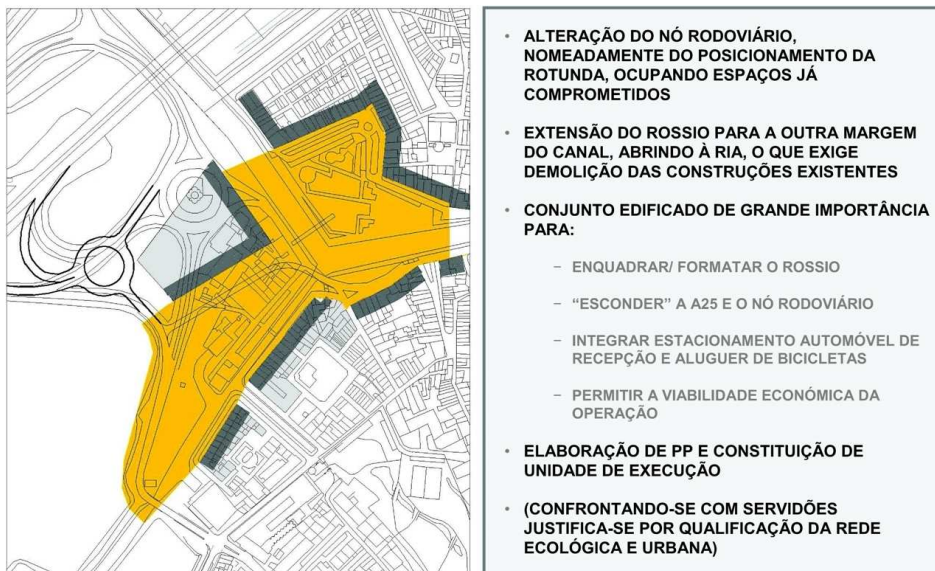 • ALTERAÇÃO DO NÓ RODOVIÁRIO,
NOMEADAMENTE DO POSICIONAMENTO DA
ROTUNDA, OCUPANDO ESPAÇOS JÁ
COMPROMETIDOS
• EXTENSÃO DO ROSSIO PARA A OUTRA MARGEM
DO CANAL, ABRINDO À RIA, O QUE EXIGE
DEMOLIÇÃO DAS CONSTRUÇÕES EXISTENTES
• CONJUNTO EDIFICADO DE GRANDE IMPORTÂNCIA
PARA:
– ENQUADRAR/ FORMATAR O ROSSIO
– “ESCONDER” A A25 E O NÓ RODOVIÁRIO
– INTEGRAR ESTACIONAMENTO AUTOMÓVEL DE
RECEPÇÃO E ALUGUER DE BICICLETAS
– PERMITIR A VIABILIDADE ECONÓMICA DA
OPERAÇÃO
• ELABORAÇÃO DE PP E CONSTITUIÇÃO DE
UNIDADE DE EXECUÇÃO
• (CONFRONTANDO-SE COM SERVIDÕES
JUSTIFICA-SE POR QUALIFICAÇÃO DA REDE
ECOLÓGICA E URBANA)